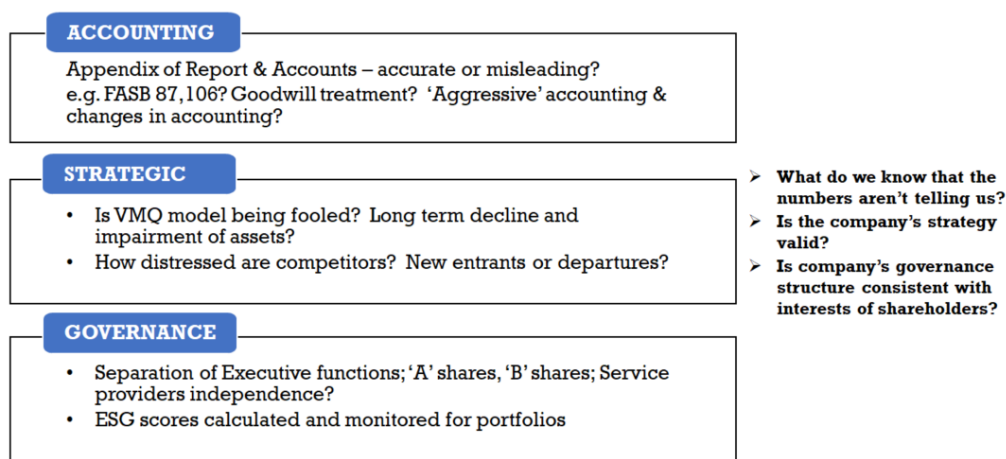 ACCOUNTING
Appendix of Report & Accounts – accurate or misleading?
e.g. FASB 87,106? Goodwill treatment? ‘Aggressive’ accounting &
changes in accounting?
STRATEGIC
• Is VMQ model being fooled? Long term decline and
impairment of assets?
• How distressed are competitors? New entrants or departures?
GOVERNANCE
• Separation of Executive functions; ‘A’ shares, ‘B’ shares; Service
providers independence?
• ESG scores calculated and monitored for portfolios
➢ What do we know that the
numbers aren’t telling us?
➢ Is the company’s strategy
valid?
➢ Is company’s governance
structure consistent with
interests of shareholders?